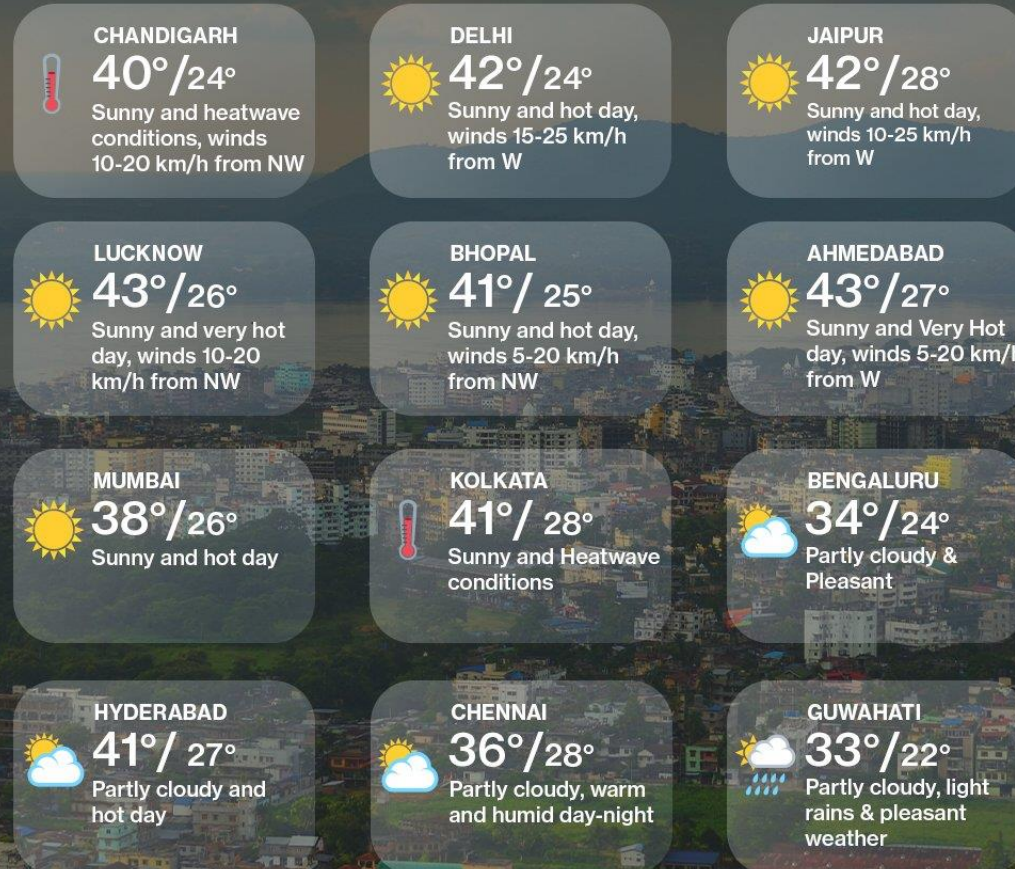 CHANDIGARH
40°/24°
Sunny and heatwave
conditions, winds
10-20 km/h from NW
DELHI
42°/24°
Sunny and hot day,
winds 15-25 km/h
from W
JAIPUR
42°/28°
Sunny and hot day,
winds 10-25 km/h
from W
LUCKNOW
43°/26°
Sunny and very hot
day, winds 10-20
km/h from NW
BHOPAL
41°/ 25°
Sunny and hot day,
winds 5-20 km/h
from NW
AHMEDABAD
43°/27°
Sunny and Very Hot
day, winds 5-20 km/h
from W
MUMBAI
38°/26°
Sunny and hot day
KOLKATA
41°/ 28°
Sunny and Heatwave
conditions
BENGALURU
34°/24°
Partly cloudy &
Pleasant
HYDERABAD
41°/ 27°
Partly cloudy and
hot day
CHENNAI
36°/28°
Partly cloudy, warm
and humid day-night
GUWAHATI
33°/22°
Partly cloudy, light
rains & pleasant
weather